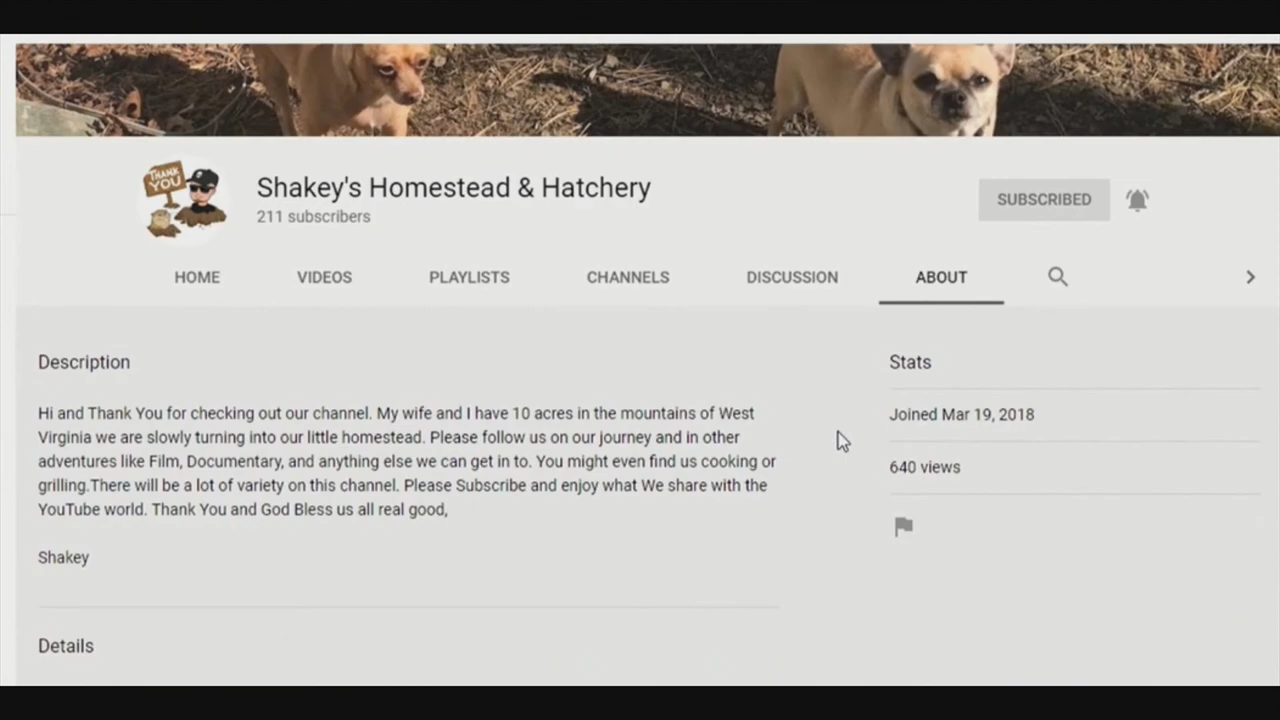 THANK
YOU
Shakey's Homestead & Hatchery
211 subscribers
SUBSCRIBED
HOME VIDEOS PLAYLISTS CHANNELS DISCUSSION ABOUT
Description
Hi and Thank You for checking out our channel. My wife and I have 10 acres in the mountains of West
Virginia we are slowly turning into our little homestead. Please follow us on our journey and in other
adventures like Film, Documentary, and anything else we can get in to. You might even find us cooking or
grilling.There will be a lot of variety on this channel. Please Subscribe and enjoy what We share with the
YouTube world. Thank You and God Bless us all real good,
Shakey
Details
Stats
Joined Mar 19, 2018
640 views